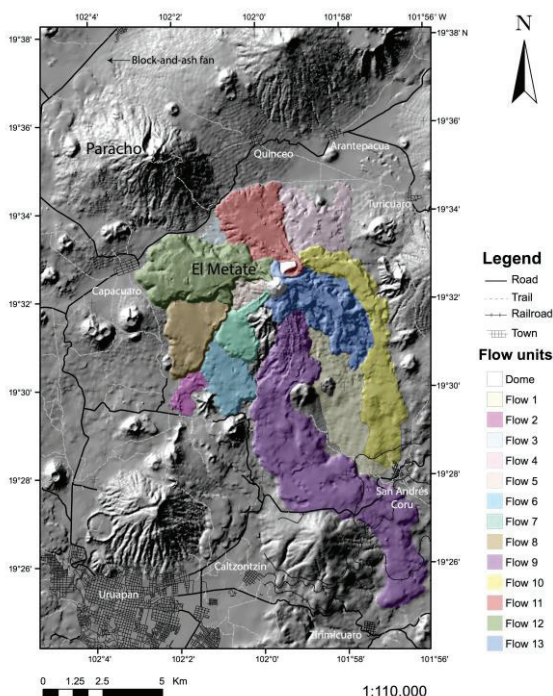 102°4' W 102°2' W 102°0' W 101°58' W 101°56' W
N
19°38' N 19°38' N
Block-and-ash fan
19°36' 19°36'
Paracho
Quinceo
Arantepacua
Turicuaro
19°34' 19°34'
El Metate
Capacuaro
19°32' 19°32'
19°30' 19°30'
19°28' 19°28'
San Andrés
Coru
19°26' 19°26'
Caltzontzin
Uruapan
Zirimicuaro
102°4' 102°2' 102°0' 101°58' 101°56'
Legend
Road
Trail
Railroad
Town
Flow units
Dome
Flow 1
Flow 2
Flow 3
Flow 4
Flow 5
Flow 6
Flow 7
Flow 8
Flow 9
Flow 10
Flow 11
Flow 12
Flow 13
0 1.25 2.5 5 Km
1:110,000